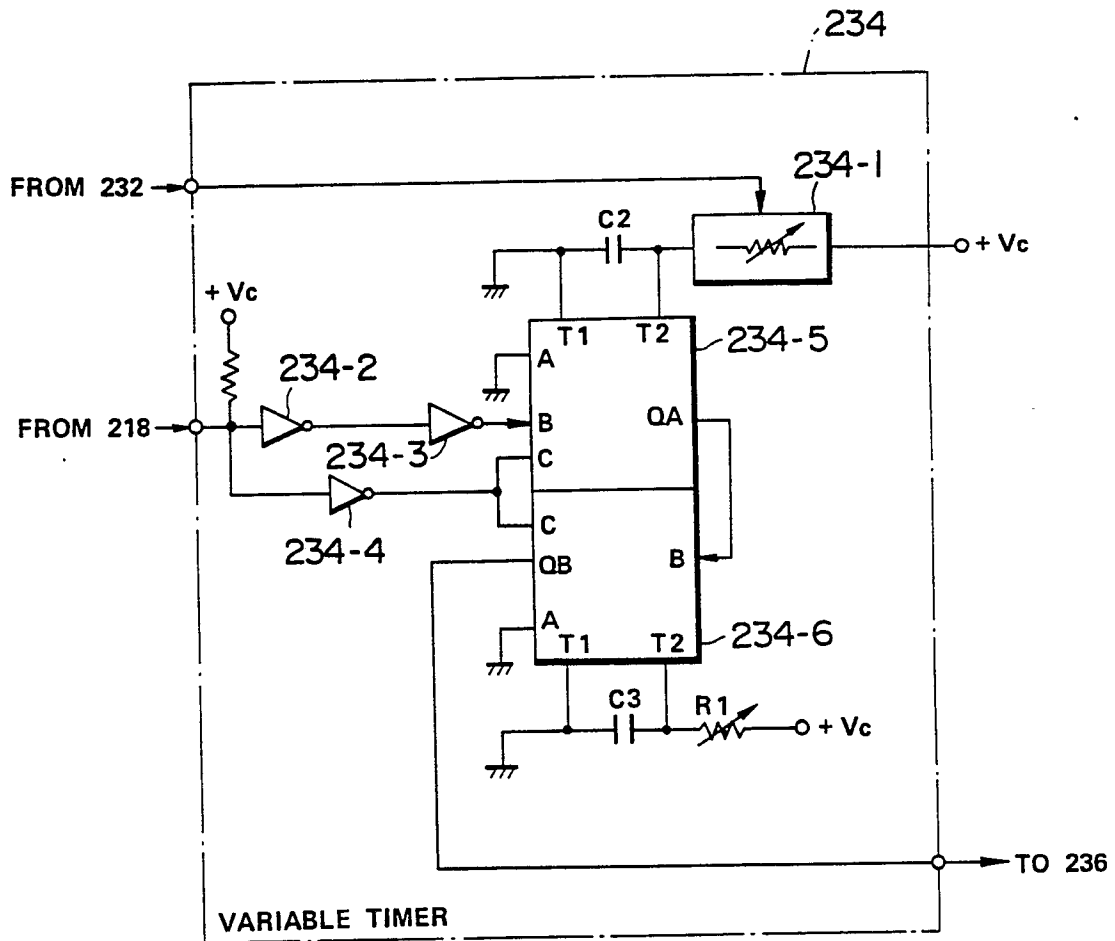 234
FROM 232
234-1
C2
+ Vc
+ Vc
T1 T2
234-5
A
234-2
FROM 218
B
QA
234-3
C
C
234-4
QB
B
A
T1 T2
234-6
C3
R1
+ Vc
TO 236
VARIABLE TIMER